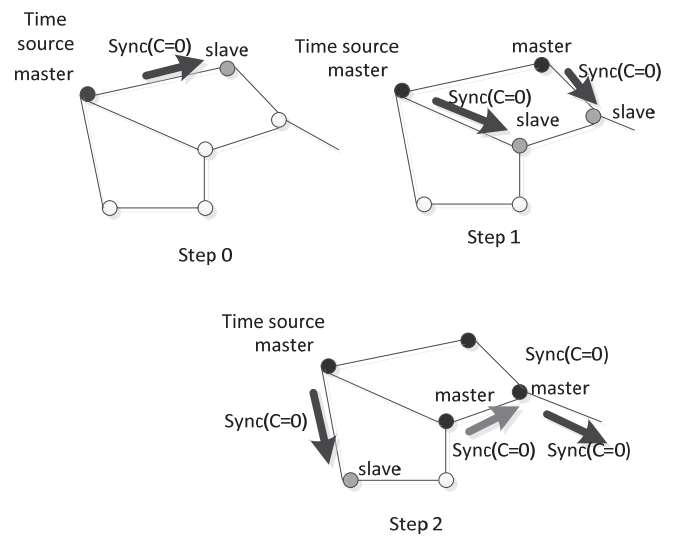 Time
source
master
Sync(C=0)
slave
Step 0
Time source
master
master
Sync(C=0)
Sync(C=0)
slave
slave
Step 1
Time source
master
Sync(C=0)
master
master
Sync(C=0)
Sync(C=0)
Sync(C=0)
slave
Step 2